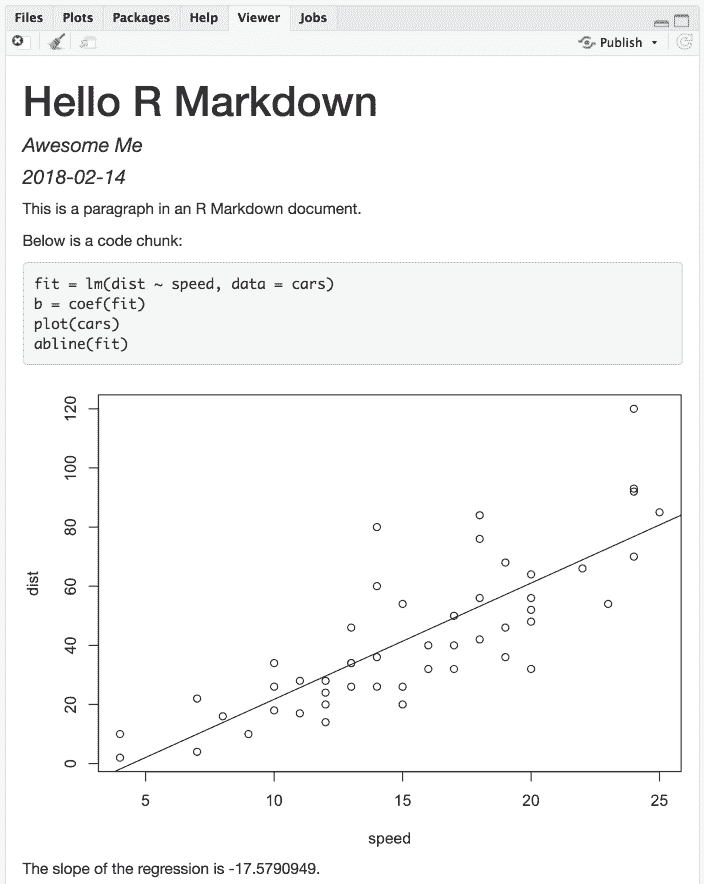 Files Plots Packages Help Viewer Jobs
Publish
Hello R Markdown
Awesome Me
2018-02-14
This is a paragraph in an R Markdown document.
Below is a code chunk:
fit = lm(dist ~ speed, data = cars)
b = coef(fit)
plot(cars)
abline(fit)
120
100
80
60
40
20
0
dist
5 10 15 20 25
speed
The slope of the regression is -17.5790949.